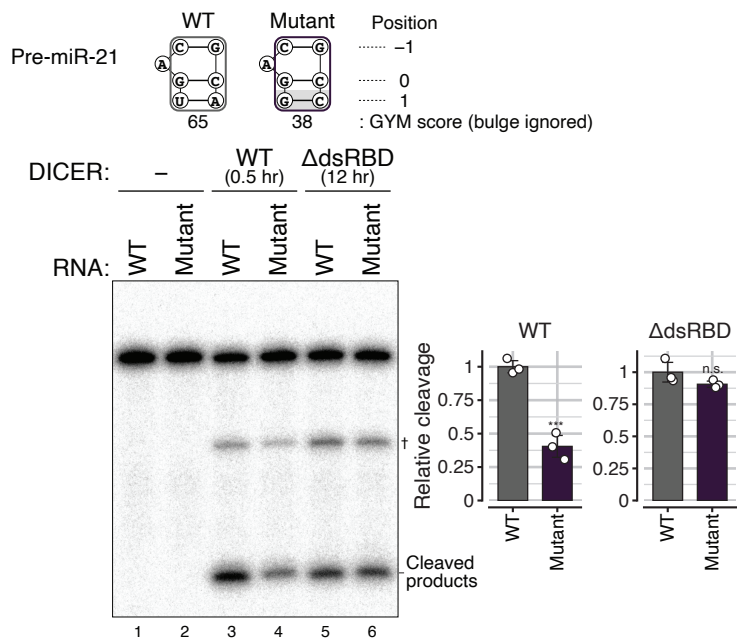 WT Mutant Position
Pre-miR-21
C G C G −1
A A
G C G C 0
U A G C 1
65 38 : GYM score (bulge ignored)
DICER: – WT (0.5 hr) ΔdsRBD (12 hr)
RNA: WT Mutant WT Mutant WT Mutant
†
Cleaved products
1 2 3 4 5 6
Relative cleavage
WT
1
0.75
0.5
0.25
0
***
WT Mutant
ΔdsRBD
1
0.75
0.5
0.25
0
n.s.
WT Mutant